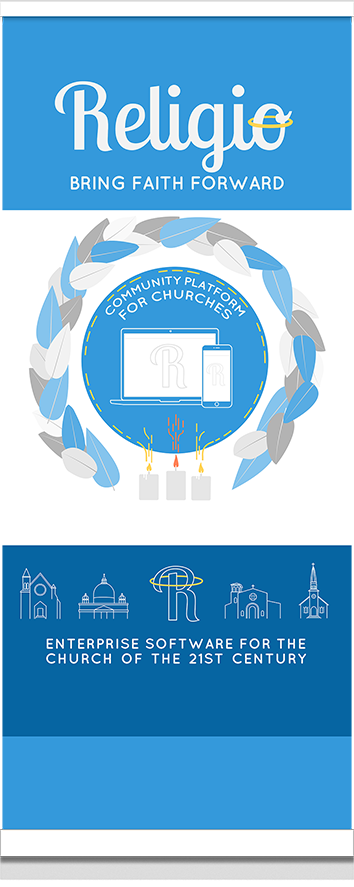 Religio
BRING FAITH FORWARD
COMMUNITY PLATFORM
FOR CHURCHES
R
R
R
ENTERPRISE SOFTWARE FOR THE
CHURCH OF THE 21ST CENTURY